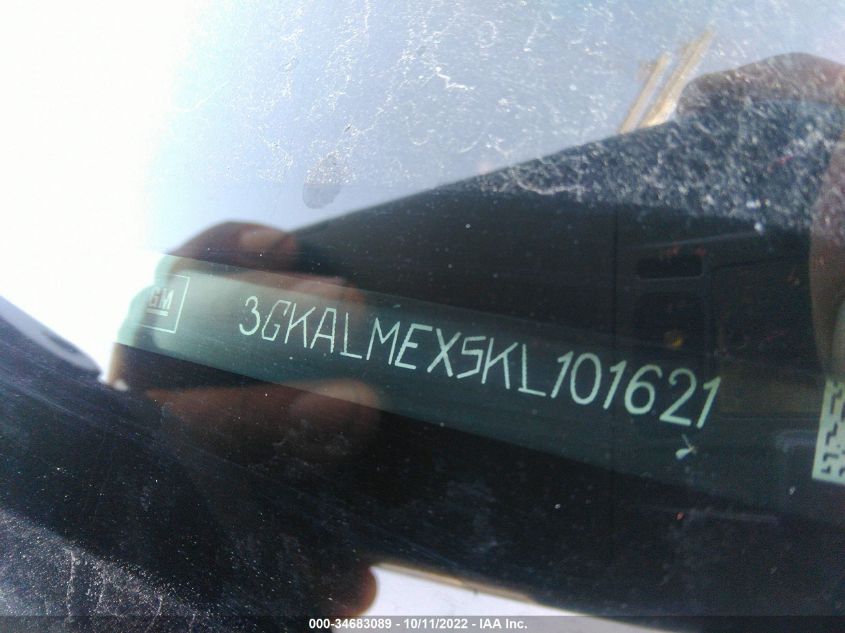 GM
3GKALMEX5KL101621
000-34683089 - 10/11/2022 - IAA Inc.